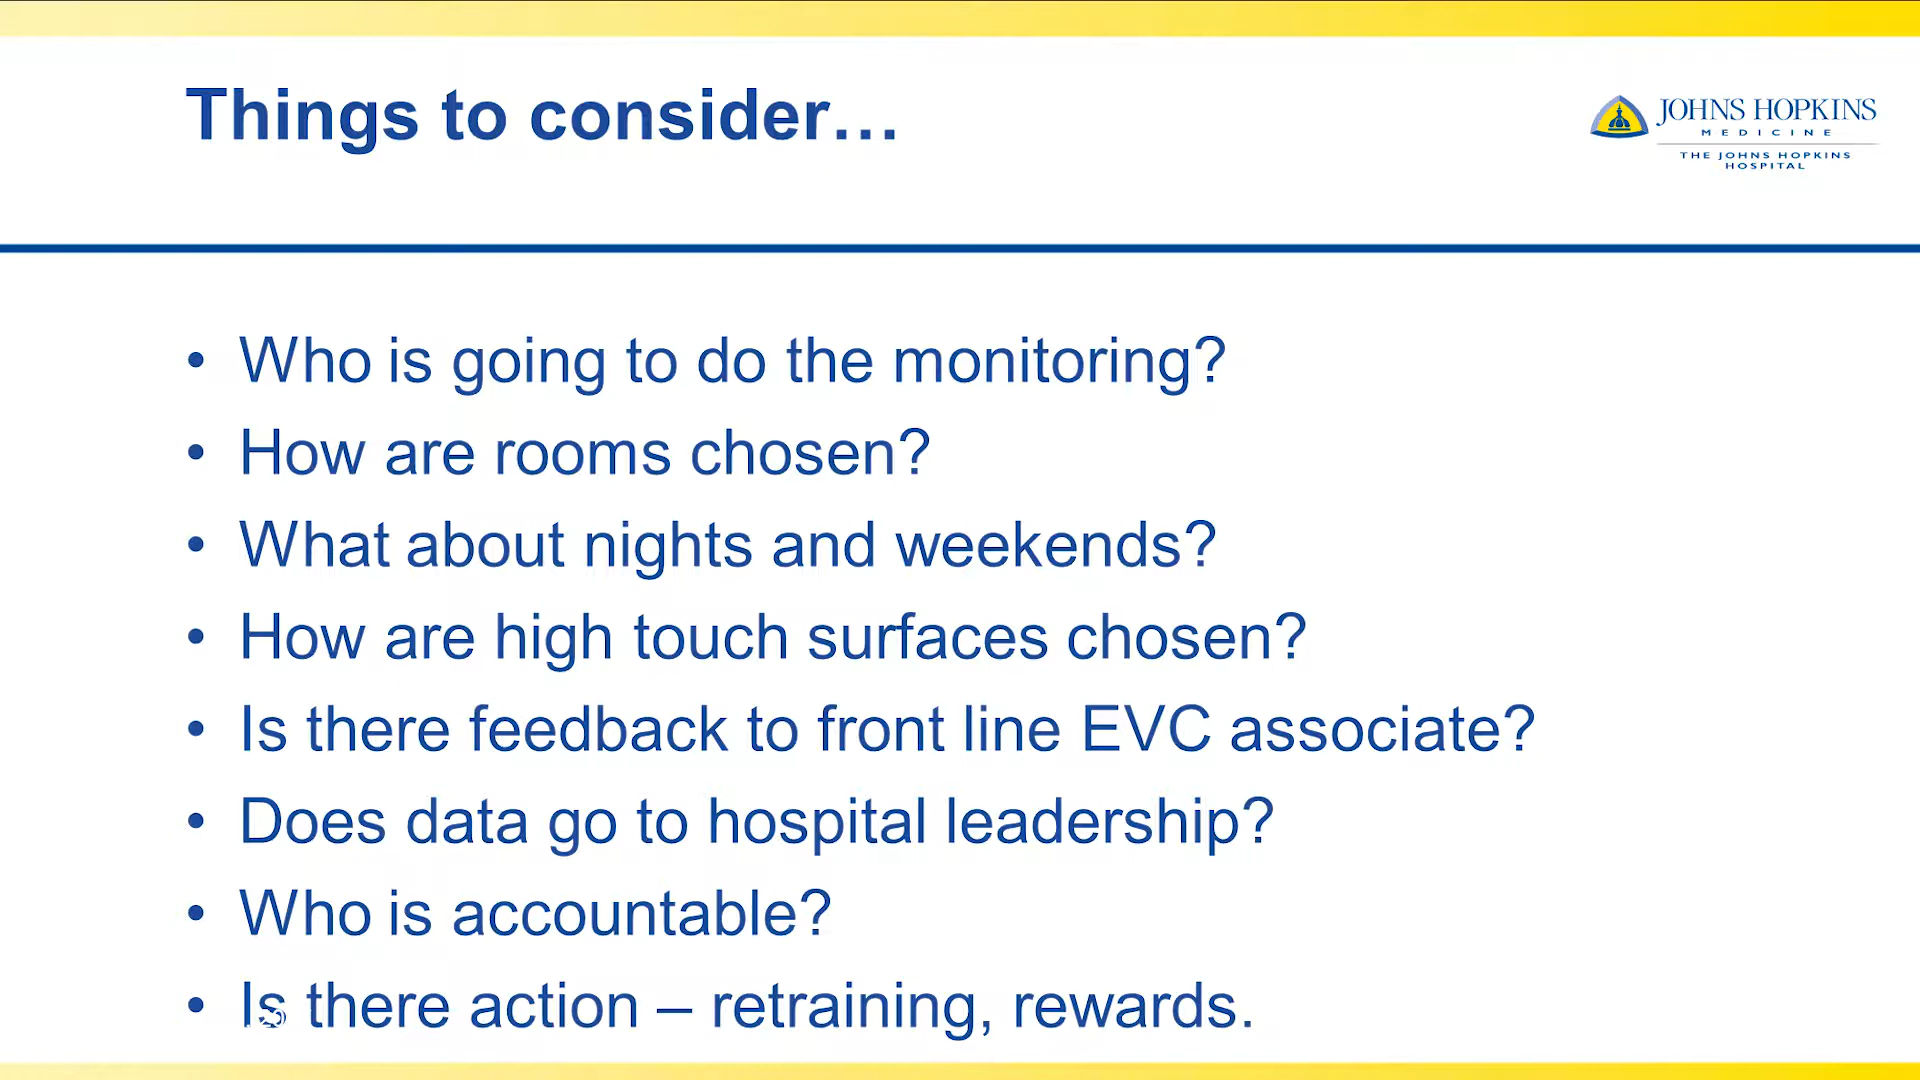 Things to consider…
JOHNS HOPKINS
MEDICINE
THE JOHNS HOPKINS
HOSPITAL
• Who is going to do the monitoring?
• How are rooms chosen?
• What about nights and weekends?
• How are high touch surfaces chosen?
• Is there feedback to front line EVC associate?
• Does data go to hospital leadership?
• Who is accountable?
• Is there action – retraining, rewards.